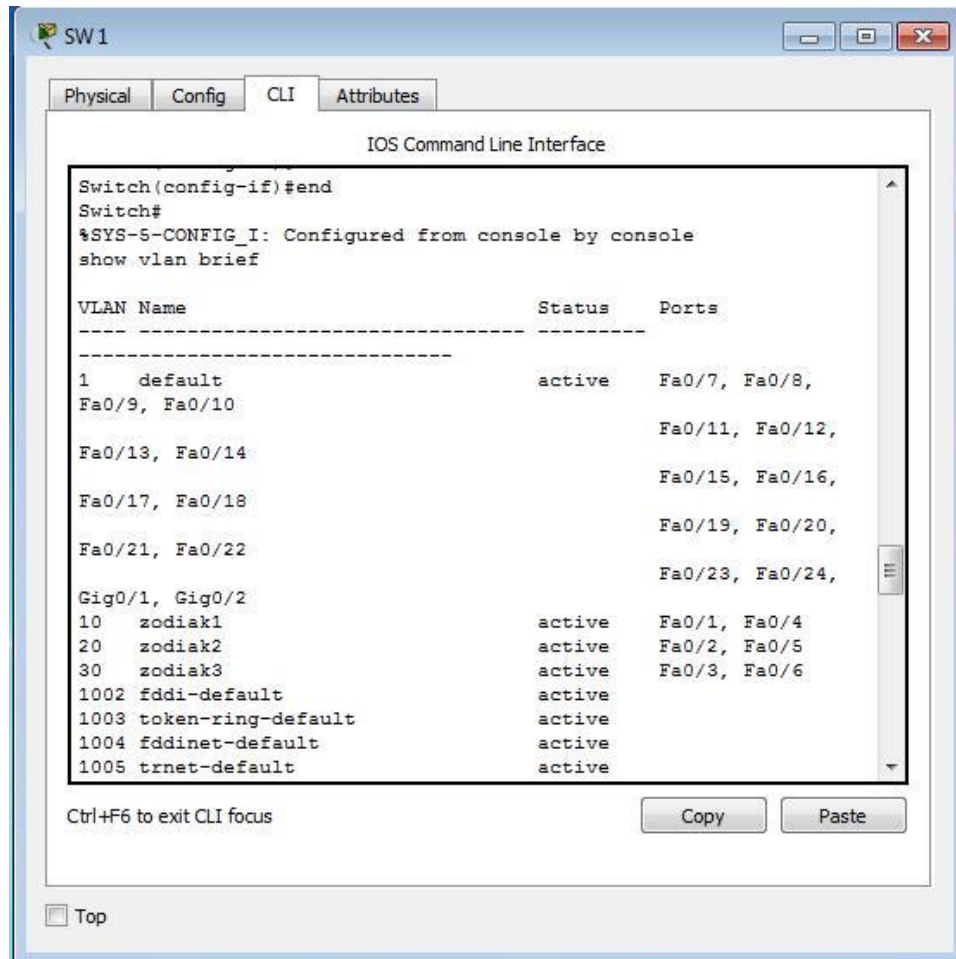 SW 1
Physical Config CLI Attributes
IOS Command Line Interface
Switch(config-if)#end
Switch#
%SYS-5-CONFIG_I: Configured from console by console
show vlan brief
VLAN Name                             Status    Ports
---- -------------------------------- ---------
-------------------------------
1    default                          active    Fa0/7, Fa0/8,
Fa0/9, Fa0/10
                                                Fa0/11, Fa0/12,
Fa0/13, Fa0/14
                                                Fa0/15, Fa0/16,
Fa0/17, Fa0/18
                                                Fa0/19, Fa0/20,
Fa0/21, Fa0/22
                                                Fa0/23, Fa0/24,
Gig0/1, Gig0/2
10   zodiak1                          active    Fa0/1, Fa0/4
20   zodiak2                          active    Fa0/2, Fa0/5
30   zodiak3                          active    Fa0/3, Fa0/6
1002 fddi-default                     active
1003 token-ring-default               active
1004 fddinet-default                  active
1005 trnet-default                    active
Ctrl+F6 to exit CLI focus Copy Paste
Top